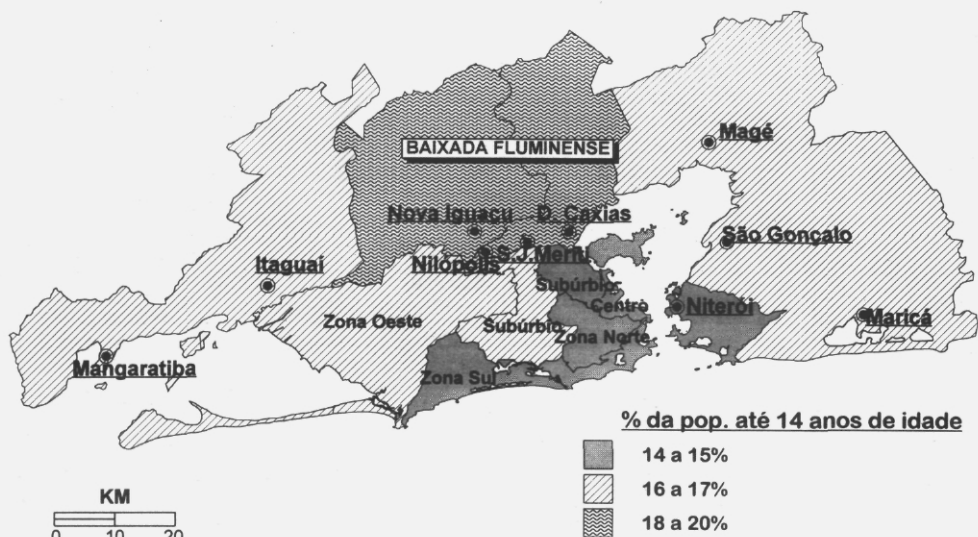 BAIXADA FLUMINENSE
Magé
Nova Iguaçu
D. Caxias
São Gonçalo
S.J.Meriti
Nilópolis
Itaguaí
Subúrbio
Centro
Niterói
Maricá
Zona Oeste
Subúrbio
Zona Norte
Mangaratiba
Zona Sul
% da pop. até 14 anos de idade
14 a 15%
16 a 17%
18 a 20%
KM
0 10 20